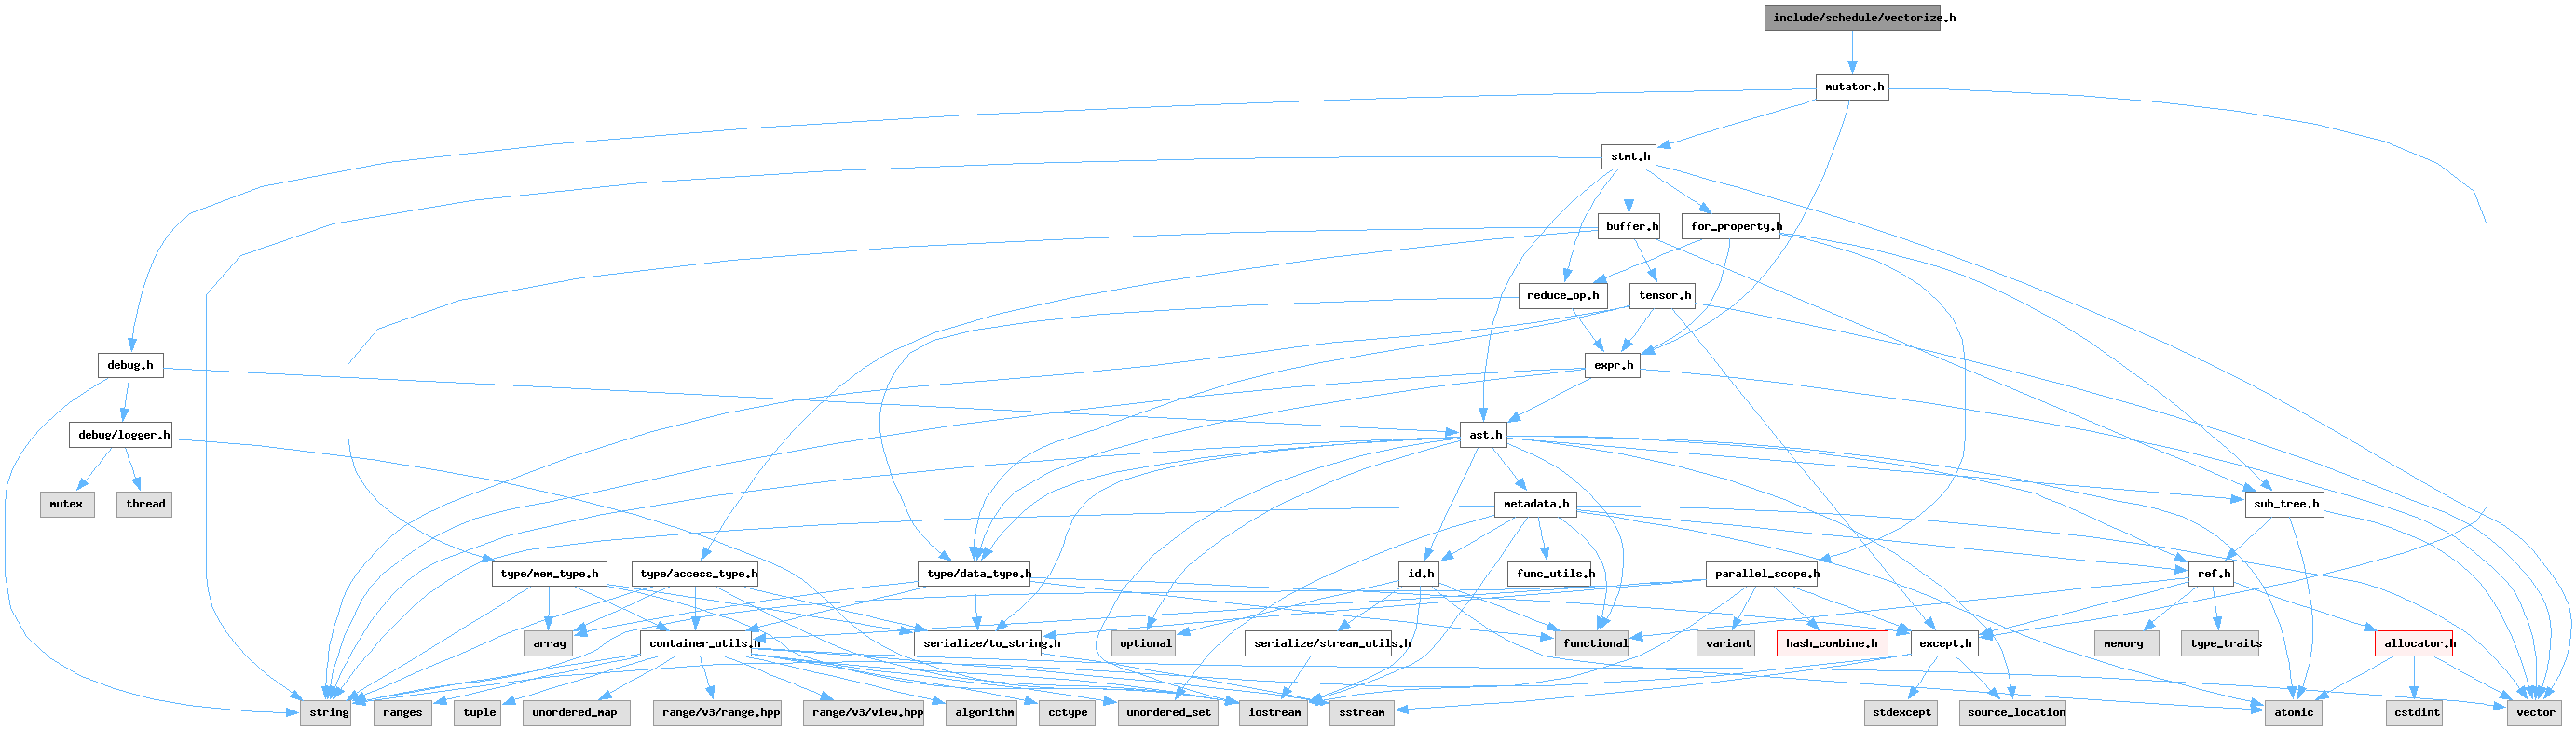 include/schedule/vectorize.h
mutator.h
stmt.h
buffer.h
for_property.h
reduce_op.h
tensor.h
debug.h
expr.h
debug/logger.h
ast.h
mutex
thread
metadata.h
sub_tree.h
type/mem_type.h
type/access_type.h
type/data_type.h
id.h
func_utils.h
parallel_scope.h
ref.h
array
container_utils.h
serialize/to_string.h
optional
serialize/stream_utils.h
functional
variant
hash_combine.h
except.h
memory
type_traits
allocator.h
string
ranges
tuple
unordered_map
range/v3/range.hpp
range/v3/view.hpp
algorithm
cctype
unordered_set
iostream
sstream
stdexcept
source_location
atomic
cstdint
vector